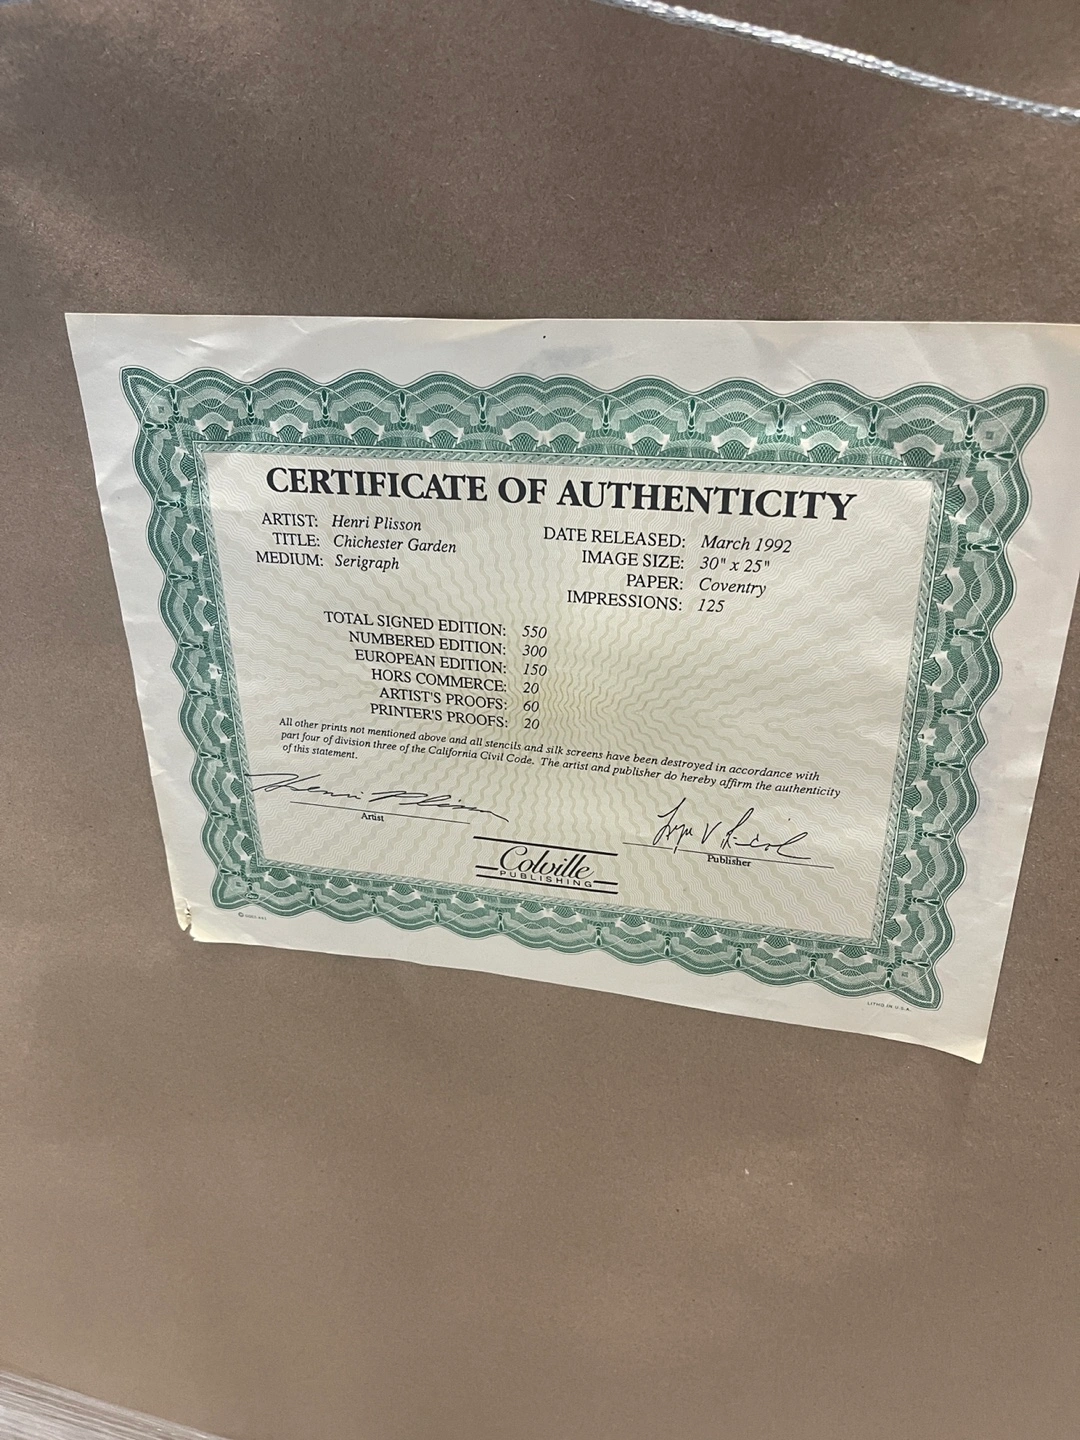 CERTIFICATE OF AUTHENTICITY
ARTIST: Henri Plisson
TITLE: Chichester Garden
MEDIUM: Serigraph
DATE RELEASED: March 1992
IMAGE SIZE: 30" x 25"
PAPER: Coventry
IMPRESSIONS: 125
TOTAL SIGNED EDITION: 550
NUMBERED EDITION: 300
EUROPEAN EDITION: 150
HORS COMMERCE: 20
ARTIST'S PROOFS: 60
PRINTER'S PROOFS: 20
All other prints not mentioned above and all stencils and silk screens have been destroyed in accordance with
part four of division three of the California Civil Code. The artist and publisher do hereby affirm the authenticity
of this statement.
Henri Plisson
Artist
Publisher
Colville
PUBLISHING
LITHO. IN U.S.A.